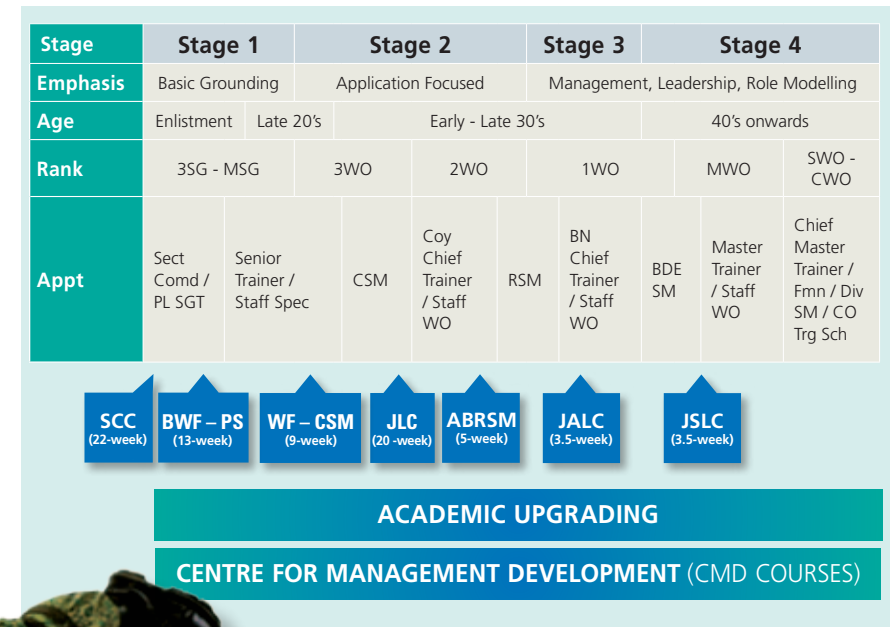 Stage Stage 1 Stage 2 Stage 3 Stage 4
Emphasis Basic Grounding Application Focused Management, Leadership, Role Modelling
Age Enlistment Late 20's Early - Late 30's 40's onwards
Rank 3SG - MSG 3WO 2WO 1WO MWO SWO - CWO
Appt
Sect
Comd /
PL SGT
Senior
Trainer /
Staff Spec
CSM
Coy
Chief
Trainer
/ Staff
WO
RSM
BN
Chief
Trainer
/ Staff
WO
BDE
SM
Master
Trainer
/ Staff
WO
Chief
Master
Trainer /
Fmn / Div
SM / CO
Trg Sch
SCC
(22-week)
BWF – PS
(13-week)
WF – CSM
(9-week)
JLC
(20 -week)
ABRSM
(5-week)
JALC
(3.5-week)
JSLC
(3.5-week)
ACADEMIC UPGRADING
CENTRE FOR MANAGEMENT DEVELOPMENT (CMD COURSES)